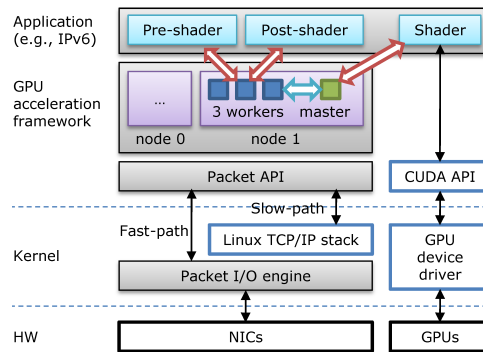 Application
(e.g., IPv6)
Pre-shader
Post-shader
Shader
GPU
acceleration
framework
...
3 workers
master
node 0
node 1
Packet API
CUDA API
Slow-path
Fast-path
Linux TCP/IP stack
Kernel
GPU
device
driver
Packet I/O engine
HW
NICs
GPUs